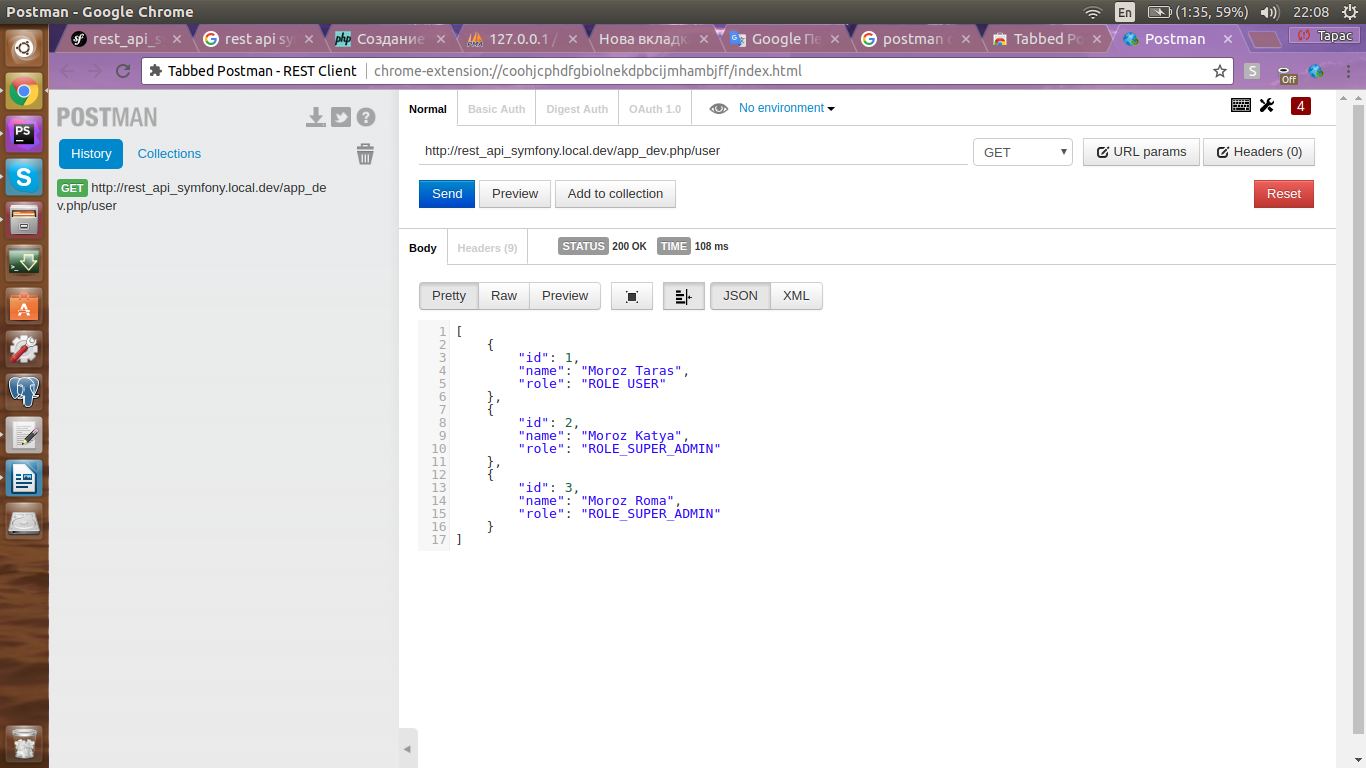 Postman - Google Chrome
En
(1:35, 59%)
22:08
rest_api_s
rest api sy
php
Создание
127.0.0.1 /
Нова вкладк
Google Пе
postman
Tabbed Po
Postman
Тарас
Tabbed Postman - REST Client
chrome-extension://coohjcphdfgbiolnekdpbcijmhambjff/index.html
S
Off
POSTMAN
History
Collections
GET http://rest_api_symfony.local.dev/app_de
v.php/user
Normal
Basic Auth
Digest Auth
OAuth 1.0
No environment
4
http://rest_api_symfony.local.dev/app_dev.php/user
GET
URL params
Headers (0)
Send
Preview
Add to collection
Reset
Body
Headers (9)
STATUS 200 OK
TIME 108 ms
Pretty
Raw
Preview
JSON
XML
1 [
2 {
3 "id": 1,
4 "name": "Moroz Taras",
5 "role": "ROLE USER"
6 },
7 {
8 "id": 2,
9 "name": "Moroz Katya",
10 "role": "ROLE_SUPER_ADMIN"
11 },
12 {
13 "id": 3,
14 "name": "Moroz Roma",
15 "role": "ROLE_SUPER_ADMIN"
16 }
17 ]
PS
S